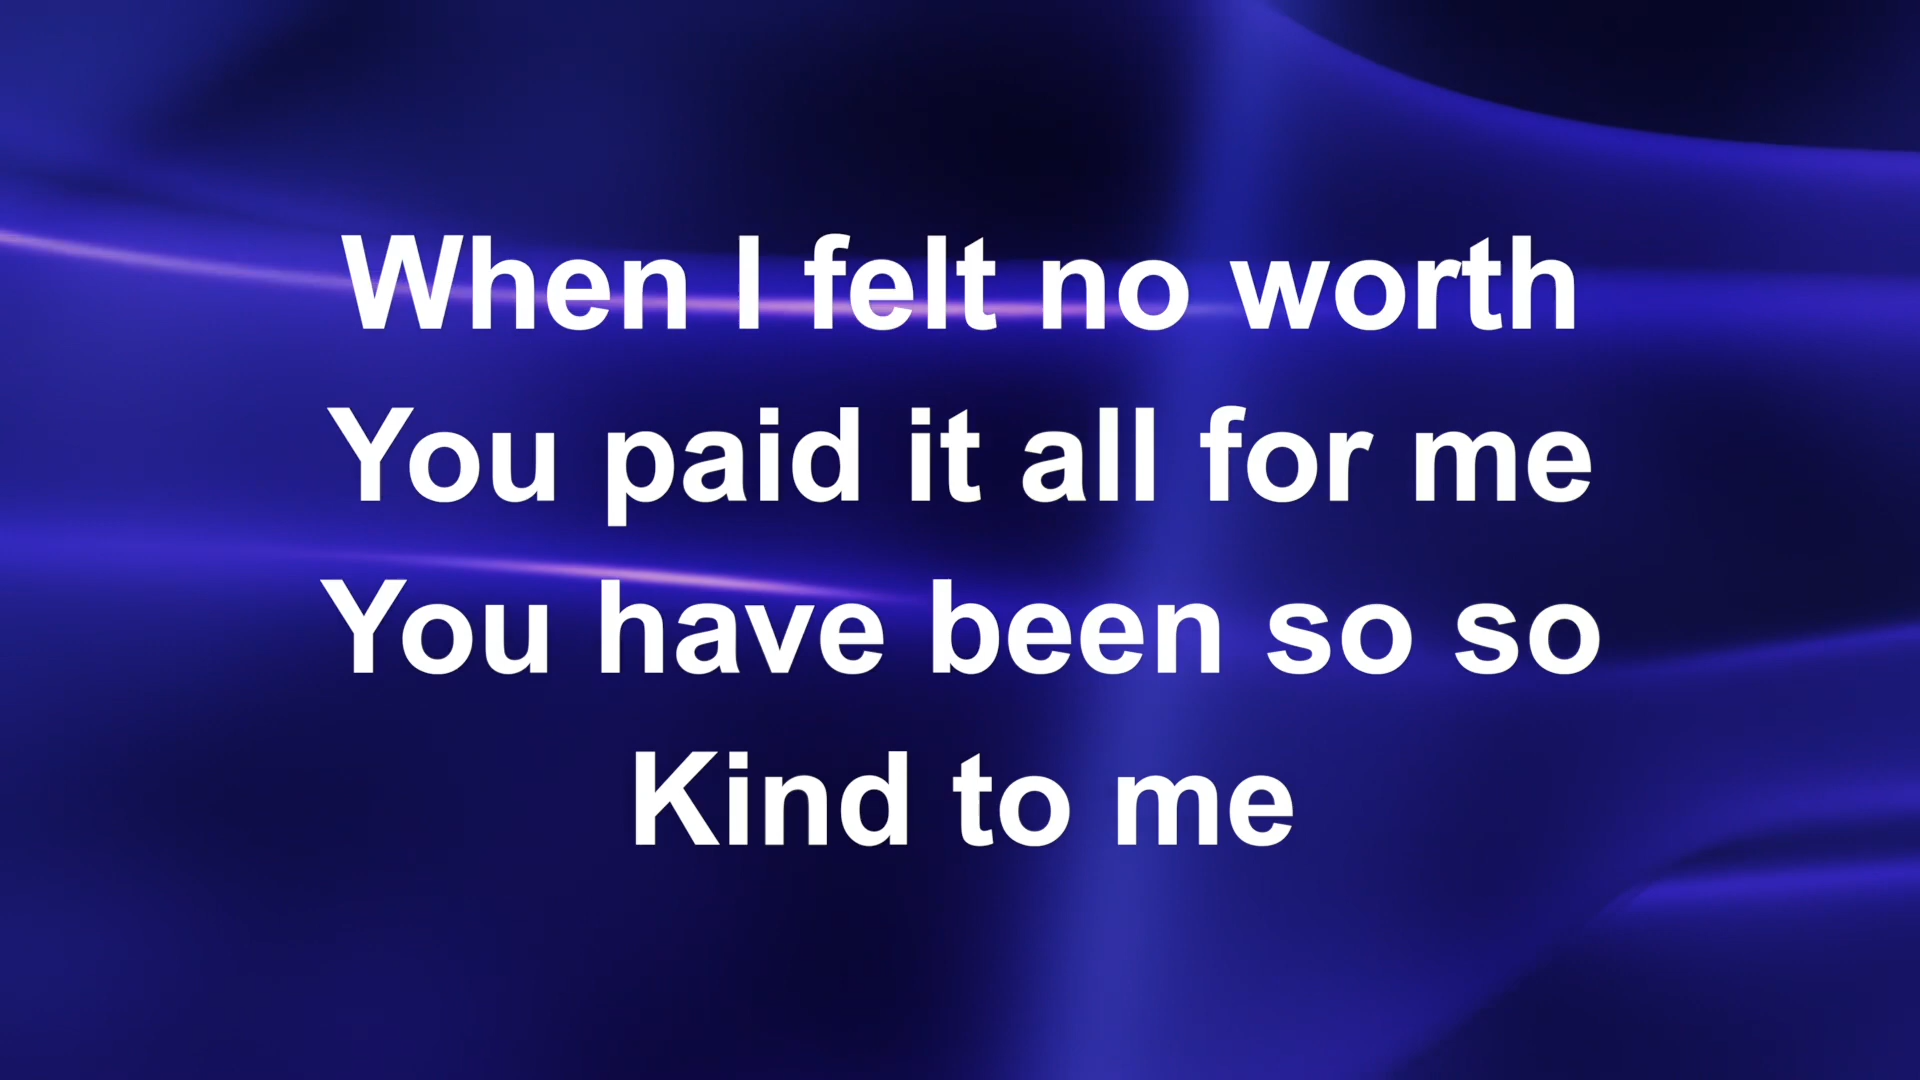 When I felt no worth
You paid it all for me
You have been so so
Kind to me